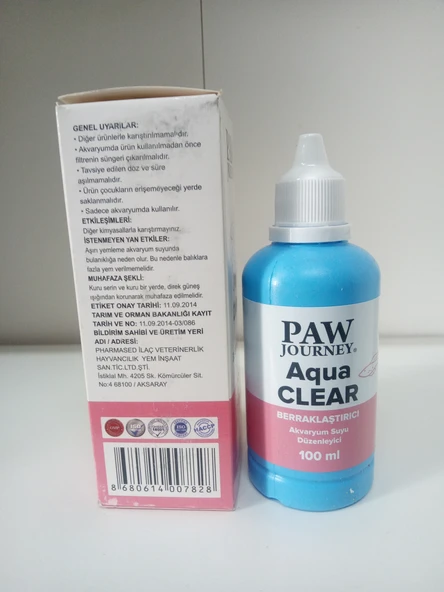 GENEL UYARILAR:
• Diğer ürünlerle karıştırılmamalıdır.
• Akvaryumda ürün kullanılmadan önce
filtrenin süngeri çıkarılmalıdır.
• Tavsiye edilen doz ve süre
aşılmamalıdır.
• Ürün çocukların erişemeyeceği yerde
saklanmalıdır.
• Sadece akvaryumda kullanılır.
ETKİLEŞİMLERİ:
Diğer kimyasallarla karıştırmayınız.
İSTENMEYEN YAN ETKİLER:
Aşırı yemleme akvaryum suyunda
bulanıklığa neden olur. Bu nedenle balıklara
fazla yem verilmemelidir.
MUHAFAZA ŞEKLİ:
Kuru serin ve kuru bir yerde, direk güneş
ışığından korunarak muhafaza edilmelidir.
ETİKET ONAY TARİHİ: 11.09.2014
TARIM VE ORMAN BAKANLIĞI KAYIT
TARİH VE NO: 11.09.2014-03/086
BİLDİRİM SAHİBİ VE ÜRETİM YERİ
ADI / ADRESİ:
PHARMASED İLAÇ VETERİNERLİK
HAYVANCILIK YEM İNŞAAT
SAN.TİC.LTD.ŞTİ.
İstiklal Mh. 4205 Sk. Kömürcüler Sit.
No:4 68100 / AKSARAY
GMP
ISO
ISO
HACCP
8 680614 007828
PAW
JOURNEY®
Aqua
CLEAR
BERRAKLAŞTIRICI
Akvaryum Suyu
Düzenleyici
100 ml